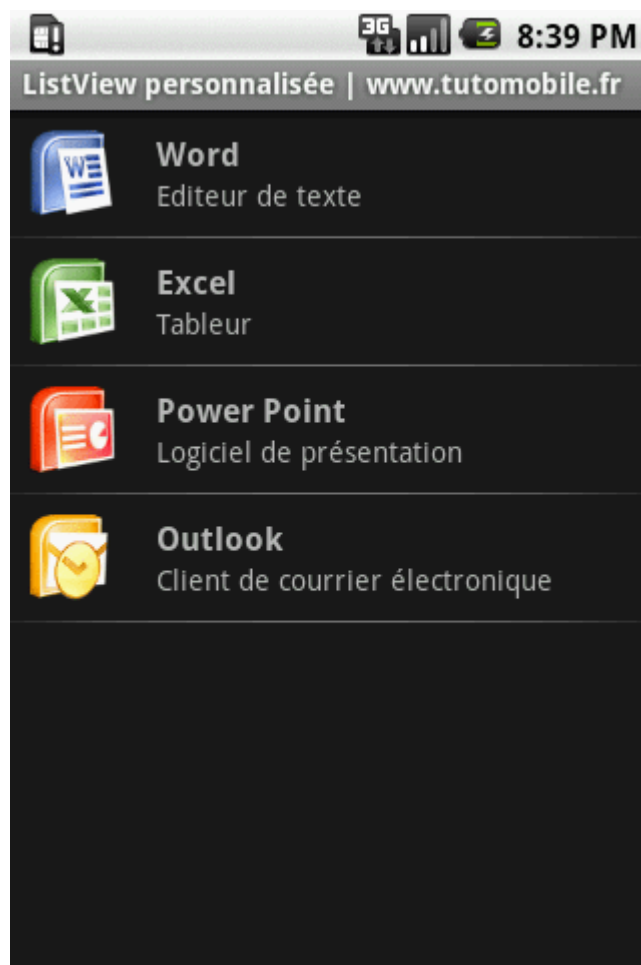 3G 8:39 PM
ListView personnalisée | www.tutomobile.fr
Word
Editeur de texte
Excel
Tableur
Power Point
Logiciel de présentation
Outlook
Client de courrier électronique